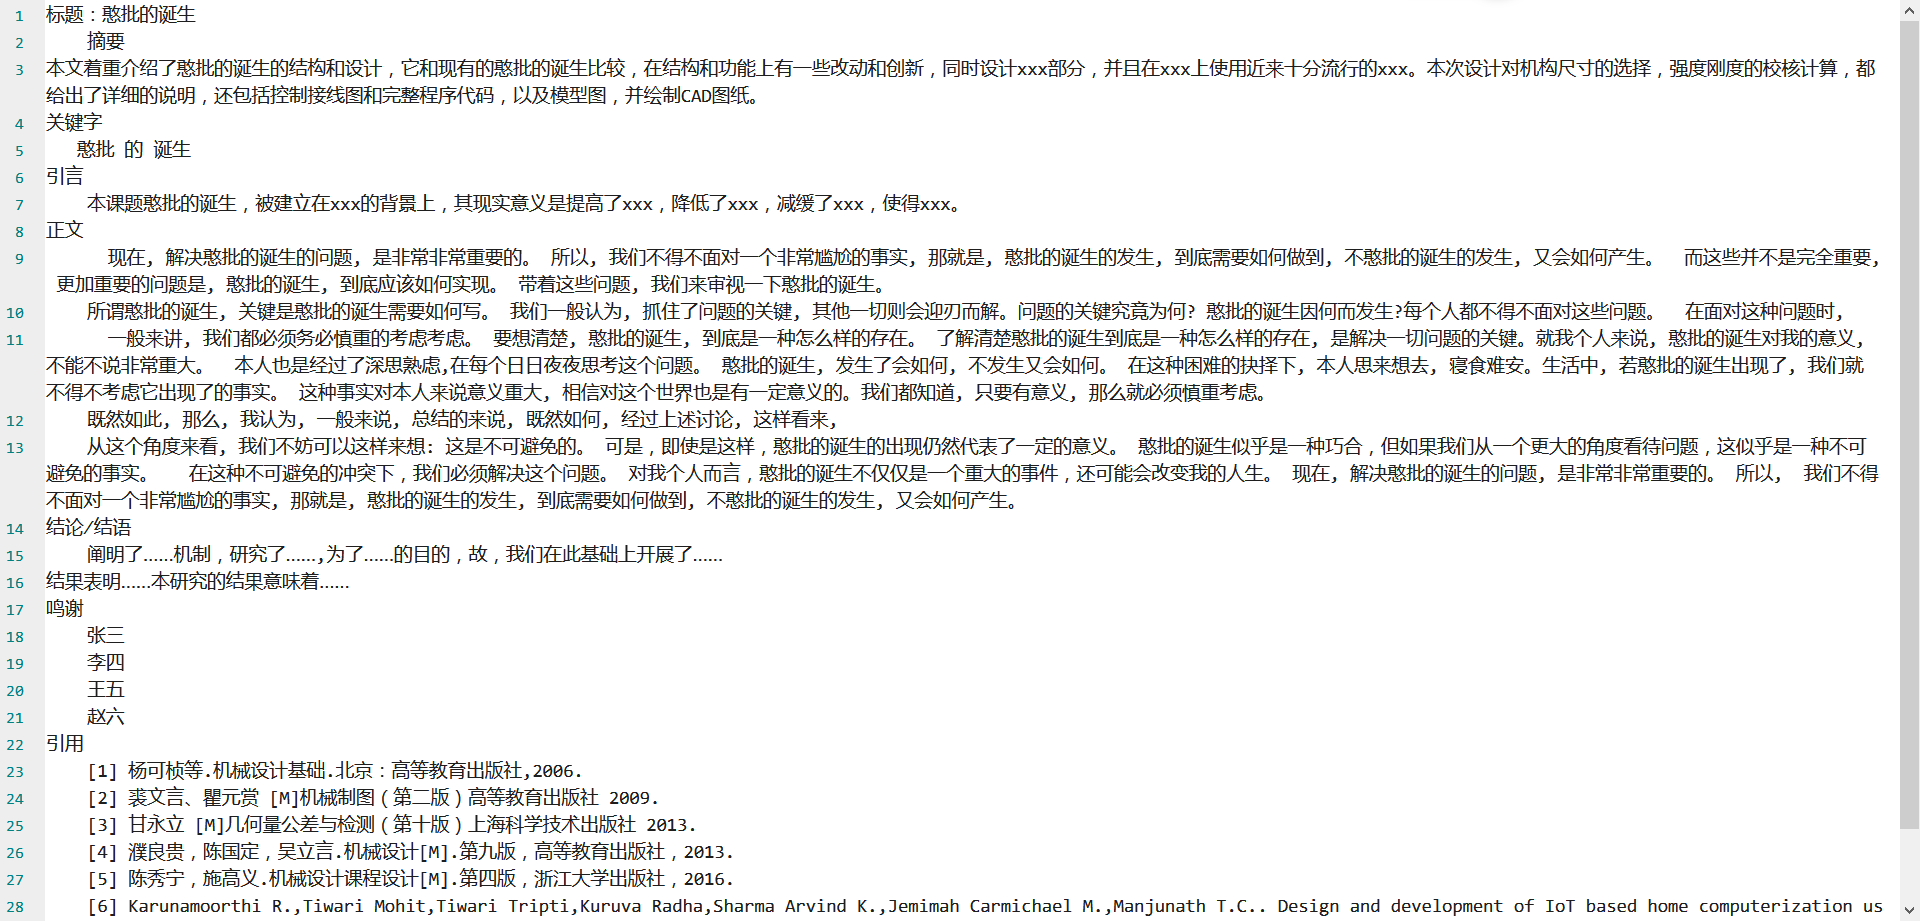 1 标题：憨批的诞生
2 摘要
3 本文着重介绍了憨批的诞生的结构和设计，它和现有的憨批的诞生比较，在结构和功能上有一些改动和创新，同时设计xxx部分，并且在xxx上使用近来十分流行的xxx。本次设计对机构尺寸的选择，强度刚度的校核计算，都
给出了详细的说明，还包括控制接线图和完整程序代码，以及模型图，并绘制CAD图纸。
4 关键字
5 憨批 的 诞生
6 引言
7 本课题憨批的诞生，被建立在xxx的背景上，其现实意义是提高了xxx，降低了xxx，减缓了xxx，使得xxx。
8 正文
9 现在, 解决憨批的诞生的问题, 是非常非常重要的。 所以, 我们不得不面对一个非常尴尬的事实, 那就是, 憨批的诞生的发生, 到底需要如何做到, 不憨批的诞生的发生, 又会如何产生。 而这些并不是完全重要,
更加重要的问题是, 憨批的诞生, 到底应该如何实现。 带着这些问题, 我们来审视一下憨批的诞生。
10 所谓憨批的诞生, 关键是憨批的诞生需要如何写。 我们一般认为, 抓住了问题的关键, 其他一切则会迎刃而解。问题的关键究竟为何? 憨批的诞生因何而发生?每个人都不得不面对这些问题。 在面对这种问题时,
11 一般来讲, 我们都必须务必慎重的考虑考虑。 要想清楚, 憨批的诞生, 到底是一种怎么样的存在。 了解清楚憨批的诞生到底是一种怎么样的存在, 是解决一切问题的关键。就我个人来说, 憨批的诞生对我的意义,
不能不说非常重大。 本人也是经过了深思熟虑,在每个日日夜夜思考这个问题。 憨批的诞生, 发生了会如何, 不发生又会如何。 在这种困难的抉择下, 本人思来想去, 寝食难安。生活中, 若憨批的诞生出现了, 我们就
不得不考虑它出现了的事实。 这种事实对本人来说意义重大, 相信对这个世界也是有一定意义的。我们都知道, 只要有意义, 那么就必须慎重考虑。
12 既然如此, 那么, 我认为, 一般来说, 总结的来说, 既然如何, 经过上述讨论, 这样看来,
13 从这个角度来看, 我们不妨可以这样来想: 这是不可避免的。 可是，即使是这样，憨批的诞生的出现仍然代表了一定的意义。 憨批的诞生似乎是一种巧合，但如果我们从一个更大的角度看待问题，这似乎是一种不可
避免的事实。 在这种不可避免的冲突下，我们必须解决这个问题。 对我个人而言，憨批的诞生不仅仅是一个重大的事件，还可能会改变我的人生。 现在, 解决憨批的诞生的问题, 是非常非常重要的。 所以, 我们不得
不面对一个非常尴尬的事实, 那就是, 憨批的诞生的发生, 到底需要如何做到, 不憨批的诞生的发生, 又会如何产生。
14 结论/结语
15 阐明了……机制，研究了……,为了……的目的，故，我们在此基础上开展了……
16 结果表明……本研究的结果意味着……
17 鸣谢
18 张三
19 李四
20 王五
21 赵六
22 引用
23 [1] 杨可桢等.机械设计基础.北京：高等教育出版社,2006.
24 [2] 裘文言、瞿元赏 [M]机械制图（第二版）高等教育出版社 2009.
25 [3] 甘永立 [M]几何量公差与检测（第十版）上海科学技术出版社 2013.
26 [4] 濮良贵，陈国定，吴立言.机械设计[M].第九版，高等教育出版社，2013.
27 [5] 陈秀宁，施高义.机械设计课程设计[M].第四版，浙江大学出版社，2016.
28 [6] Karunamoorthi R.,Tiwari Mohit,Tiwari Tripti,Kuruva Radha,Sharma Arvind K.,Jemimah Carmichael M.,Manjunath T.C.. Design and development of IoT based home computerization us